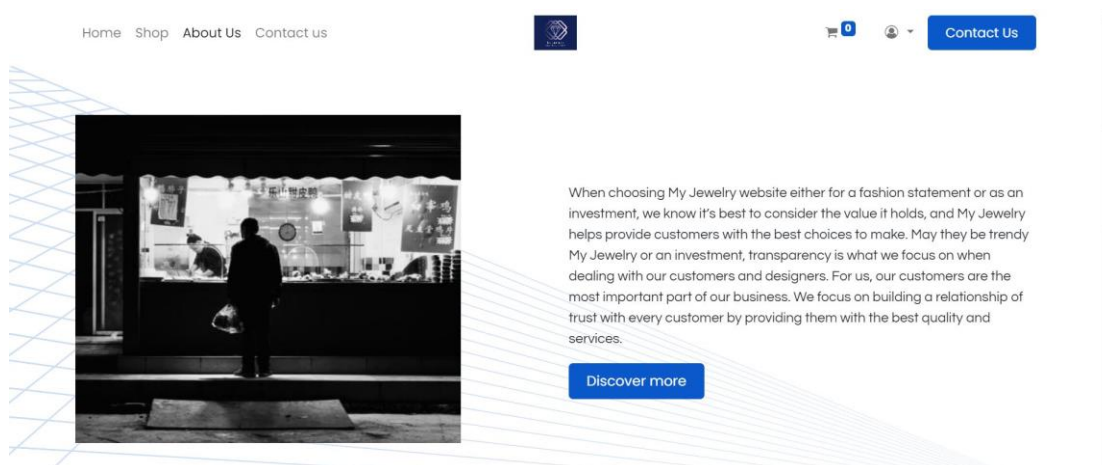 Home Shop About Us Contact us
0
Contact Us
乐山甜皮鸭
When choosing My Jewelry website either for a fashion statement or as an
investment, we know it's best to consider the value it holds, and My Jewelry
helps provide customers with the best choices to make. May they be trendy
My Jewelry or an investment, transparency is what we focus on when
dealing with our customers and designers. For us, our customers are the
most important part of our business. We focus on building a relationship of
trust with every customer by providing them with the best quality and
services.
Discover more